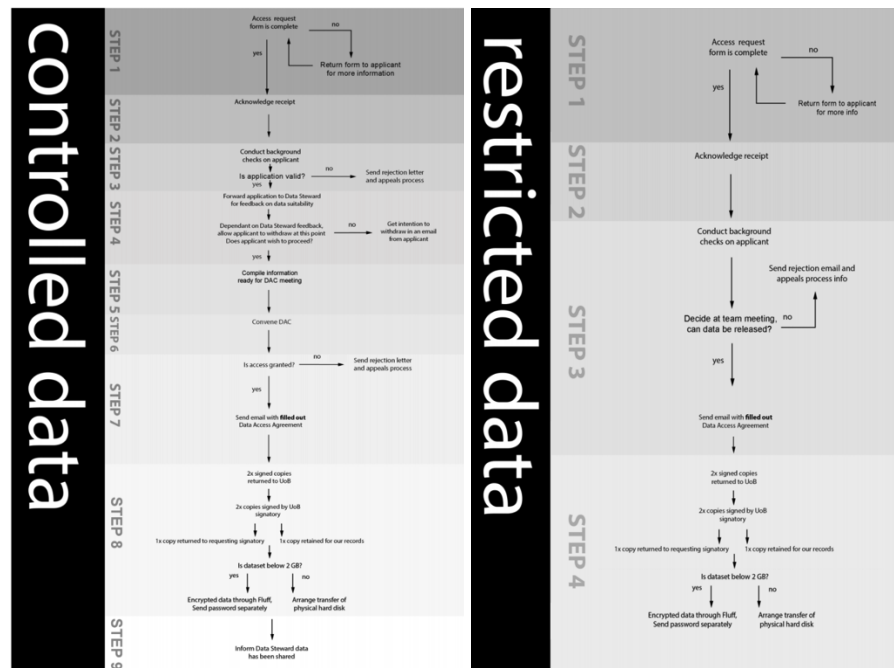 controlled data
STEP 1
Access request
form is complete
no
yes
Return form to applicant
for more information
STEP 2
Acknowledge receipt
STEP 3
Conduct background
checks on applicant
Is application valid?
no
Send rejection letter
and appeals process
yes
STEP 4
Forward application to Data Steward
for feedback on data suitability
Dependant on Data Steward feedback,
allow applicant to withdraw at this point
Does applicant wish to proceed?
no
Get intention to
withdraw in an email
from applicant
yes
STEP 5
Compile information
ready for DAC meeting
STEP 6
Convene DAC
STEP 7
Is access granted?
no
Send rejection letter
and appeals process
yes
Send email with filled out
Data Access Agreement
STEP 8
2x signed copies
returned to UoB
2x copies signed by UoB
signatory
1x copy returned to requesting signatory
1x copy retained for our records
Is dataset below 2 GB?
yes
no
Encrypted data through Fluff,
Send password separately
Arrange transfer of
physical hard disk
STEP 9
Inform Data Steward data
has been shared
restricted data
STEP 1
Access request
form is complete
no
yes
Return form to applicant
for more info
STEP 2
Acknowledge receipt
STEP 3
Conduct background
checks on applicant
Send rejection email and
appeals process info
Decide at team meeting,
can data be released?
no
yes
Send email with filled out
Data Access Agreement
STEP 4
2x signed copies
returned to UoB
2x copies signed by UoB
signatory
1x copy returned to requesting signatory
1x copy retained for our records
Is dataset below 2 GB?
yes
no
Encrypted data through Fluff,
Send password separately
Arrange transfer of
physical hard disk